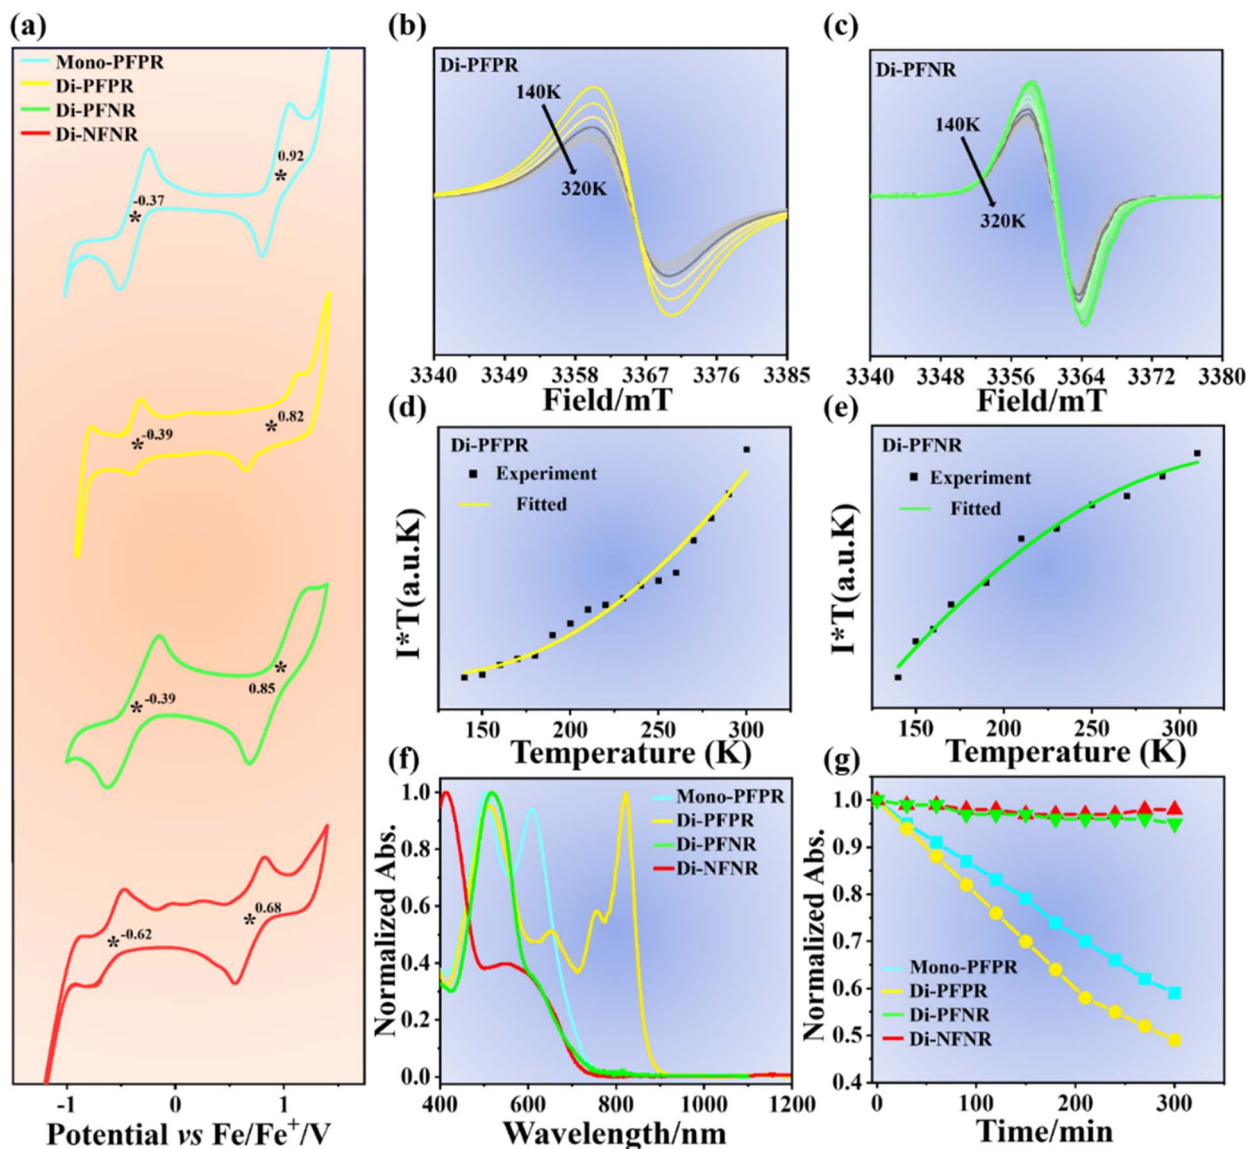 (a)
Mono-PFPR
Di-PFPR
Di-PFNR
Di-NFNR
0.92
-0.37
0.82
-0.39
-0.39
0.85
0.68
-0.62
-1 0 1
Potential vs Fe/Fe+/V
(b)
Di-PFPR
140K
320K
3340 3349 3358 3367 3376 3385
Field/mT
(c)
Di-PFNR
140K
320K
3340 3348 3356 3364 3372 3380
Field/mT
(d)
Di-PFPR
Experiment
Fitted
I*T(a.u.K)
150 200 250 300
Temperature (K)
(e)
Di-PFNR
Experiment
Fitted
I*T(a.u.K)
150 200 250 300
Temperature (K)
(f)
Mono-PFPR
Di-PFPR
Di-PFNR
Di-NFNR
Normalized Abs.
1.0
0.8
0.6
0.4
0.2
0.0
400 600 800 1000 1200
Wavelength/nm
(g)
Normalized Abs.
1.0
0.9
0.8
0.7
0.6
0.5
0.4
Mono-PFPR
Di-PFPR
Di-PFNR
Di-NFNR
0 100 200 300
Time/min